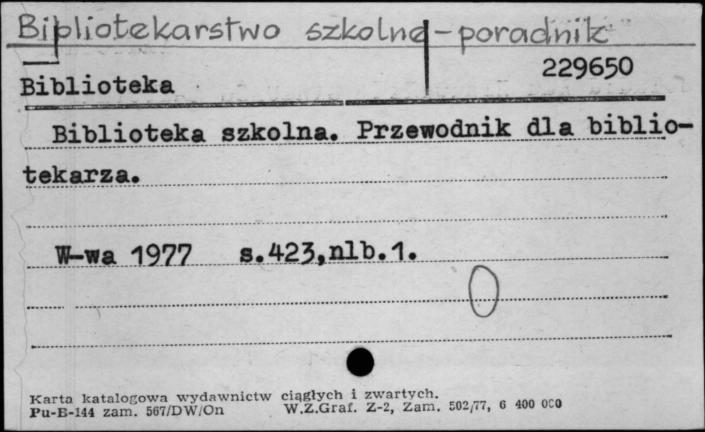 Bibliotekarstwo szkolne - poradnik
229650
Biblioteka
Biblioteka szkolna. Przewodnik dla biblio-
tekarza.
W-wa 1977 s.423,nlb.1.
Karta katalogowa wydawnictw ciągłych i zwartych.
Pu-B-144 zam. 567/DW/On W.Z.Graf. Z-2, Zam. 502/77, 6 400 000